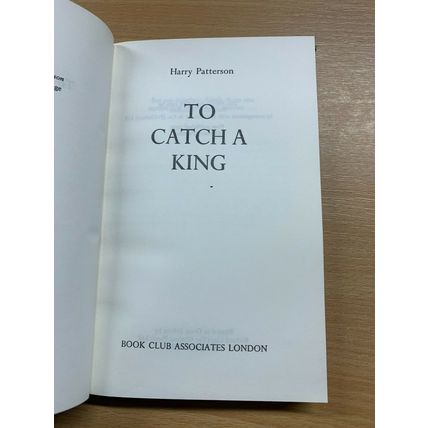 Harry Patterson
TO
CATCH A
KING
BOOK CLUB ASSOCIATES LONDON